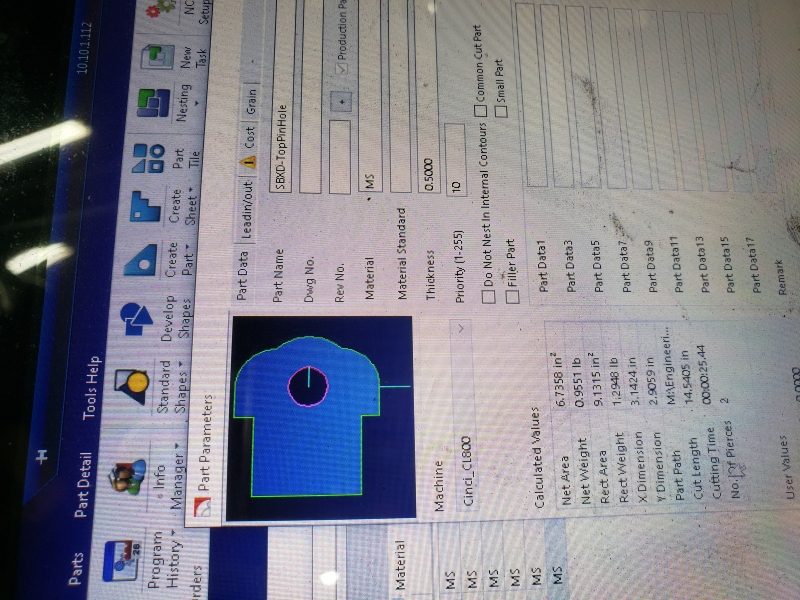 10.10.1.112
Parts
Part Detail
Tools Help
Program
History
Info
Manager
Standard
Shapes
Develop
Shapes
Create
Part
Create
Sheet
Part
Tile
Nesting
New
Task
NC
Setup
Part Parameters
Part Data
Leadin/out
Cost
Grain
Part Name
SBXD-TopPinHole
Dwg No.
Rev No.
*
Production Pa
Material
MS
Material Standard
Thickness
0.5000
Priority (1-255)
10
Do Not Nest In Internal Contours
Common Cut Part
Filler Part
Small Part
Machine
Cinci_CL800
Calculated Values
Net Area 6.7358 in²
Net Weight 0.9551 lb
Rect Area 9.1315 in²
Rect Weight 1.2948 lb
X Dimension 3.1424 in
Y Dimension 2.9059 in
Part Path M:\Engineeri...
Cut Length 14.5405 in
Cutting Time 00:00:25.44
No. of Pierces 2
User Values
0.0000
Part Data1
Part Data3
Part Data5
Part Data7
Part Data9
Part Data11
Part Data13
Part Data15
Part Data17
Remark
rders
Material
MS
MS
MS
MS
MS
MS